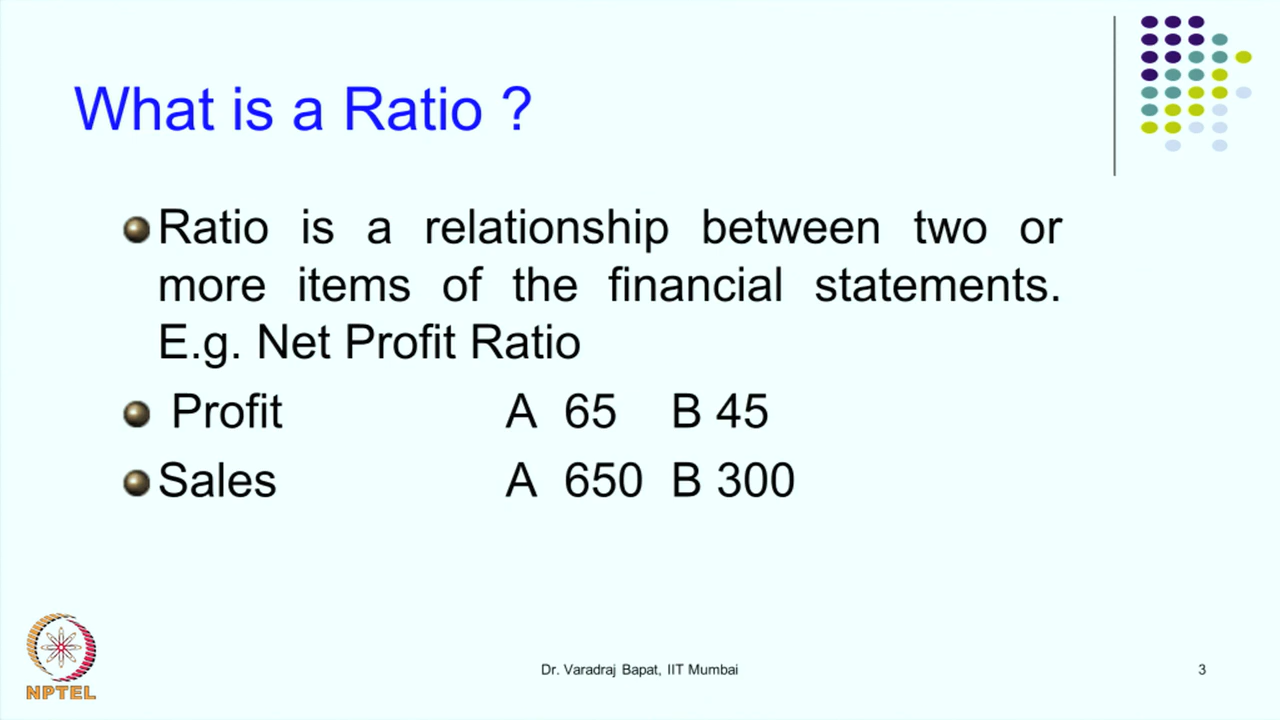 What is a Ratio ?
Ratio is a relationship between two or
more items of the financial statements.
E.g. Net Profit Ratio
Profit A 65 B 45
Sales A 650 B 300
NPTEL
Dr. Varadraj Bapat, IIT Mumbai
3